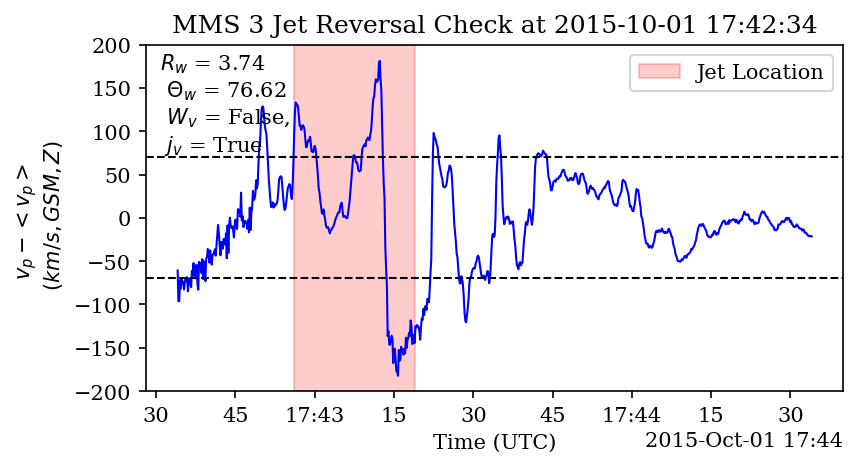 MMS 3 Jet Reversal Check at 2015-10-01 17:42:34
R_w = 3.74
Θ_w = 76.62
W_v = False,
j_v = True
Jet Location
v_p − < v_p >
(km/s, GSM, Z)
200
150
100
50
0
−50
−100
−150
−200
30 45 17:43 15 30 45 17:44 15 30
Time (UTC)
2015-Oct-01 17:44